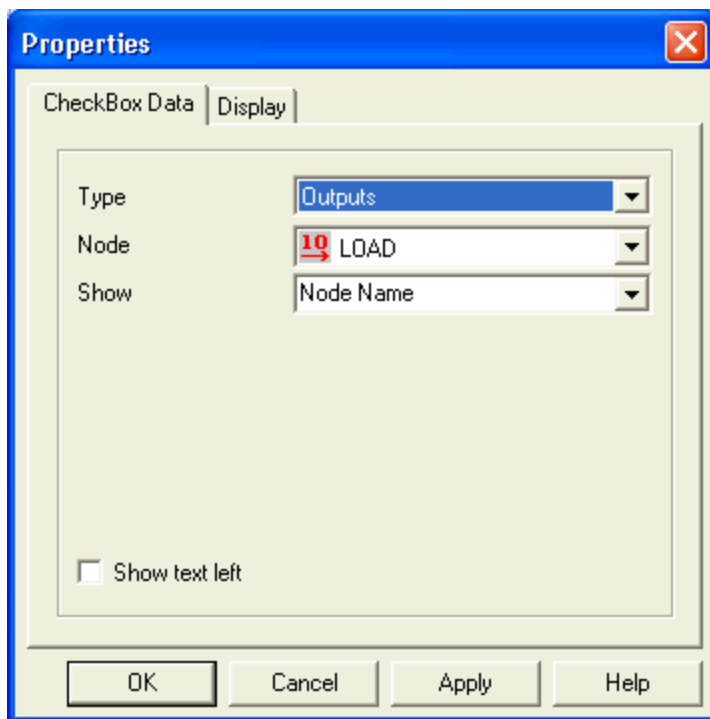 Properties
CheckBox Data Display
Type Outputs
Node 10 LOAD
Show Node Name
Show text left
OK Cancel Apply Help